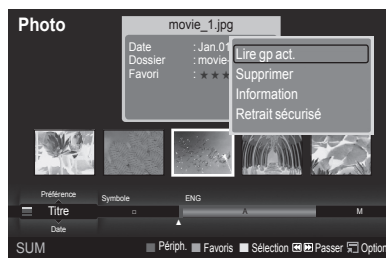 Photo
movie_1.jpg
Date : Jan.01
Dossier : movie-
Favori : ★ ★ ★
Lire gp act.
Supprimer
Information
Retrait sécurisé
Préférence
Symbole ENG
Titre □ A M
Date
SUM Périph. Favoris Sélection Passer Option